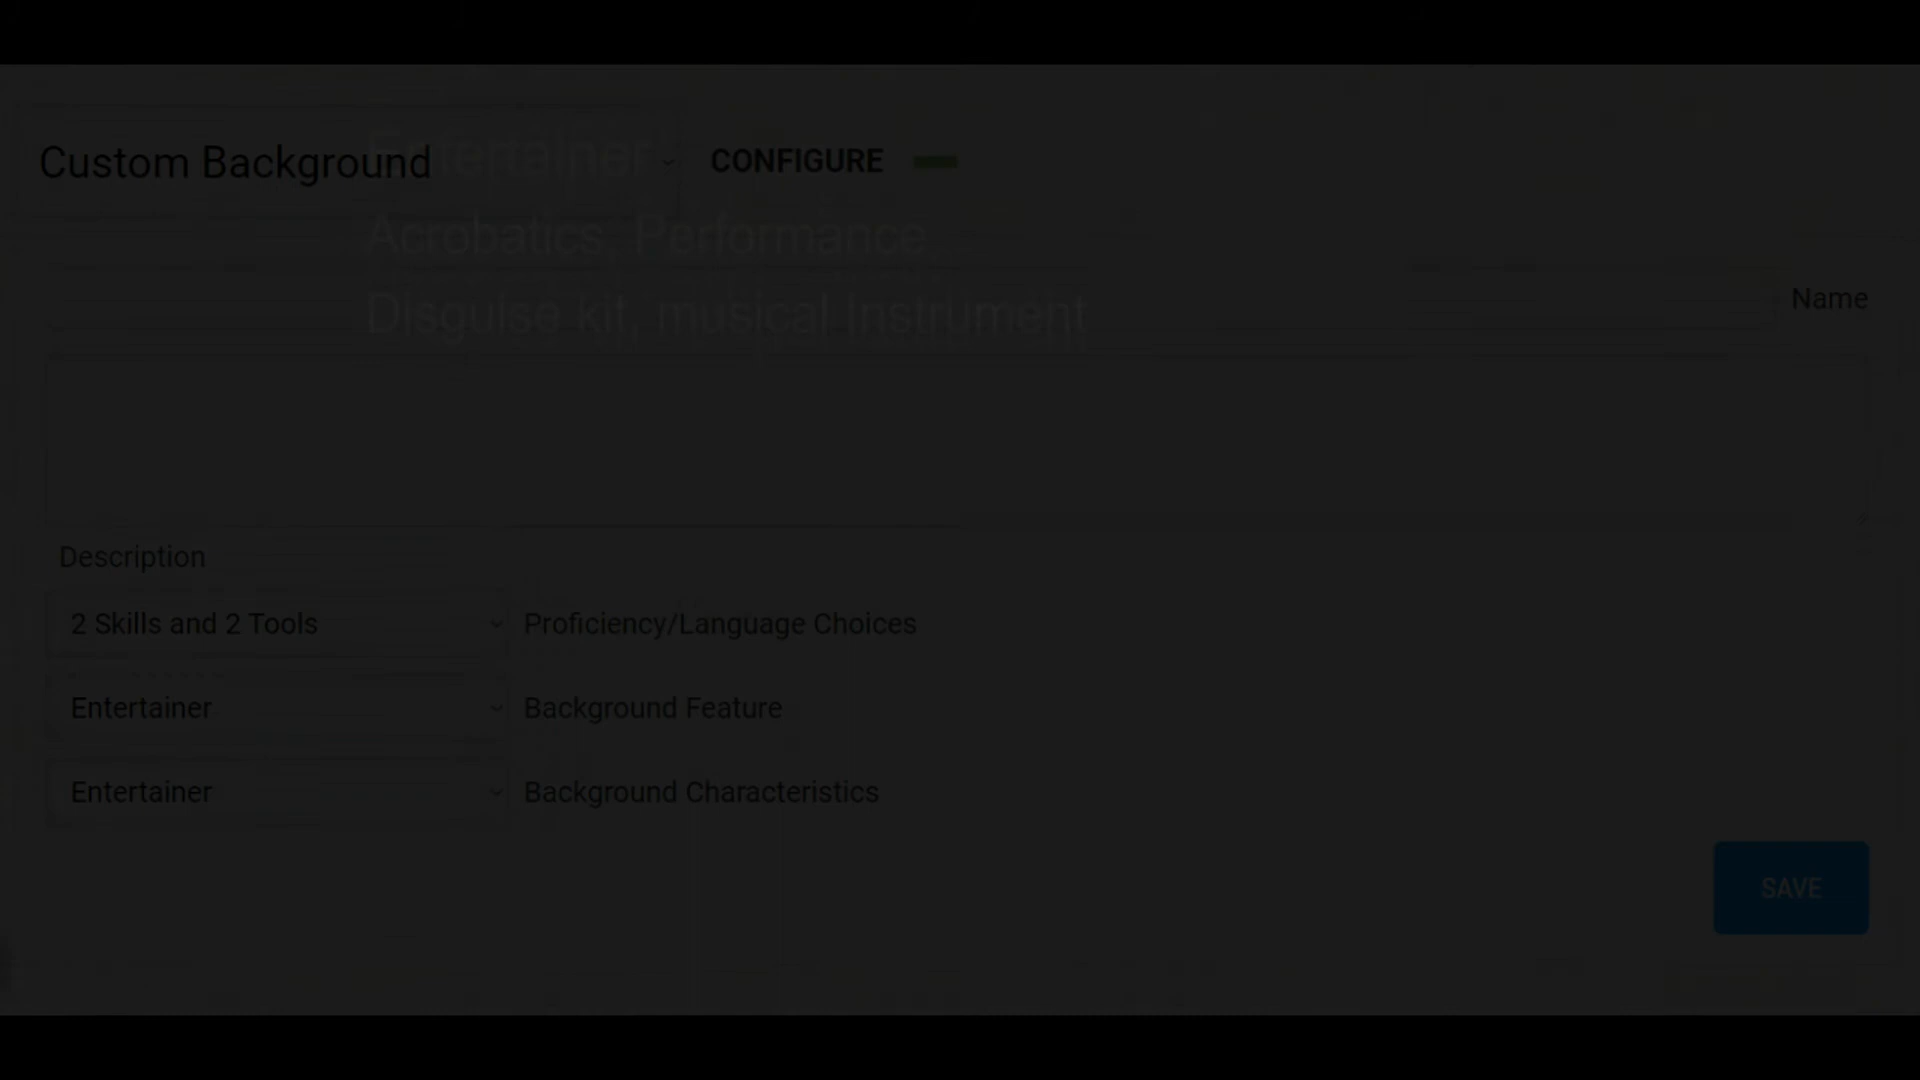 Entertainer
Custom Background
CONFIGURE
Acrobatics, Performance
Disguise kit, musical instrument
Name
Description
2 Skills and 2 Tools
Proficiency/Language Choices
Entertainer
Background Feature
Entertainer
Background Characteristics
SAVE